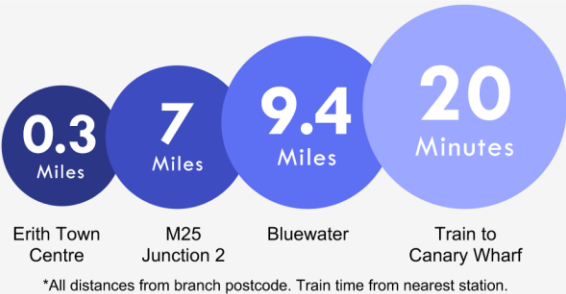 0.3
Miles
7
Miles
9.4
Miles
20
Minutes
Erith Town
Centre
M25
Junction 2
Bluewater
Train to
Canary Wharf
*All distances from branch postcode. Train time from nearest station.